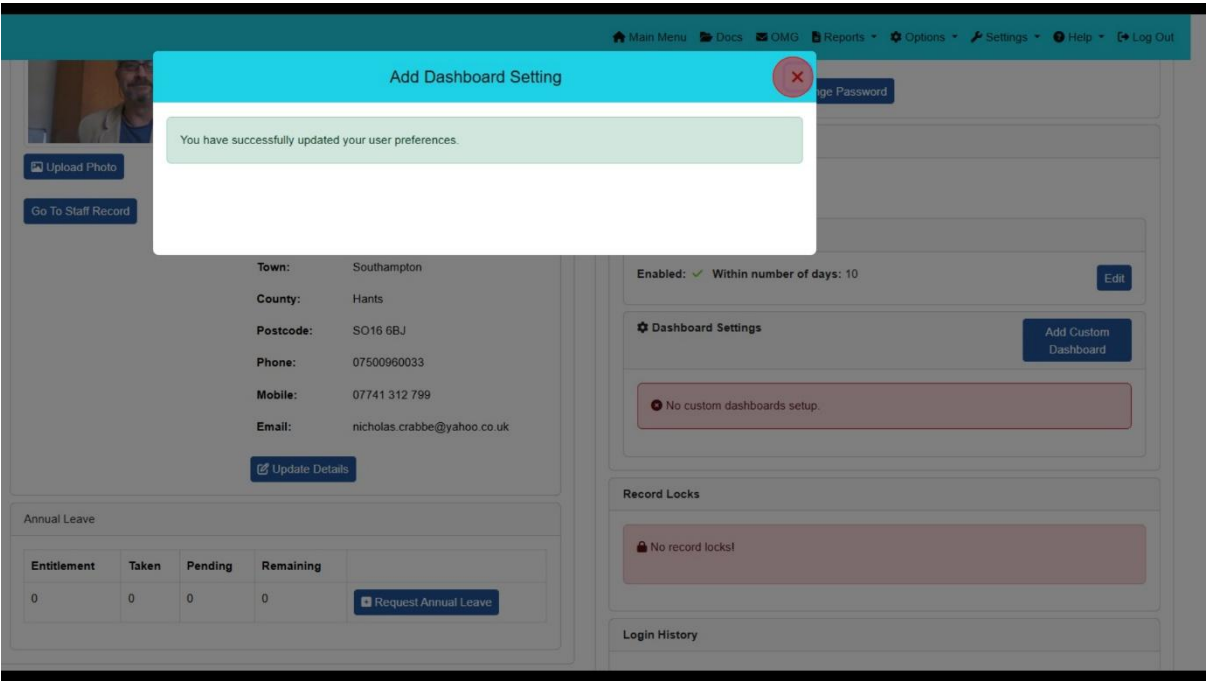 Main Menu Docs OMG Reports Options Settings Help Log Out
Add Dashboard Setting
You have successfully updated your user preferences.
Password
Upload Photo
Go To Staff Record
Town: Southampton
County: Hants
Postcode: SO16 6BJ
Phone: 07500960033
Mobile: 07741 312 799
Email: nicholas.crabbe@yahoo.co.uk
Update Details
Annual Leave
Entitlement Taken Pending Remaining
0 0 0 0 Request Annual Leave
Enabled: Within number of days: 10 Edit
Dashboard Settings
Add Custom
Dashboard
No custom dashboards setup.
Record Locks
No record locks!
Login History